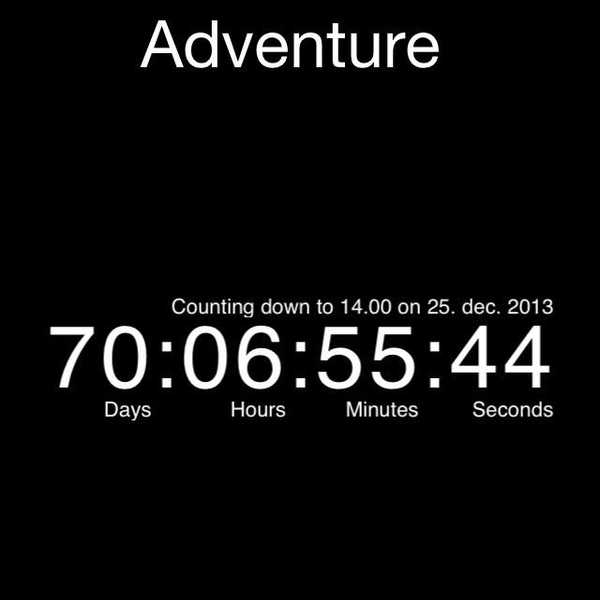 Adventure
Counting down to 14.00 on 25. dec. 2013
70:06:55:44
Days Hours Minutes Seconds